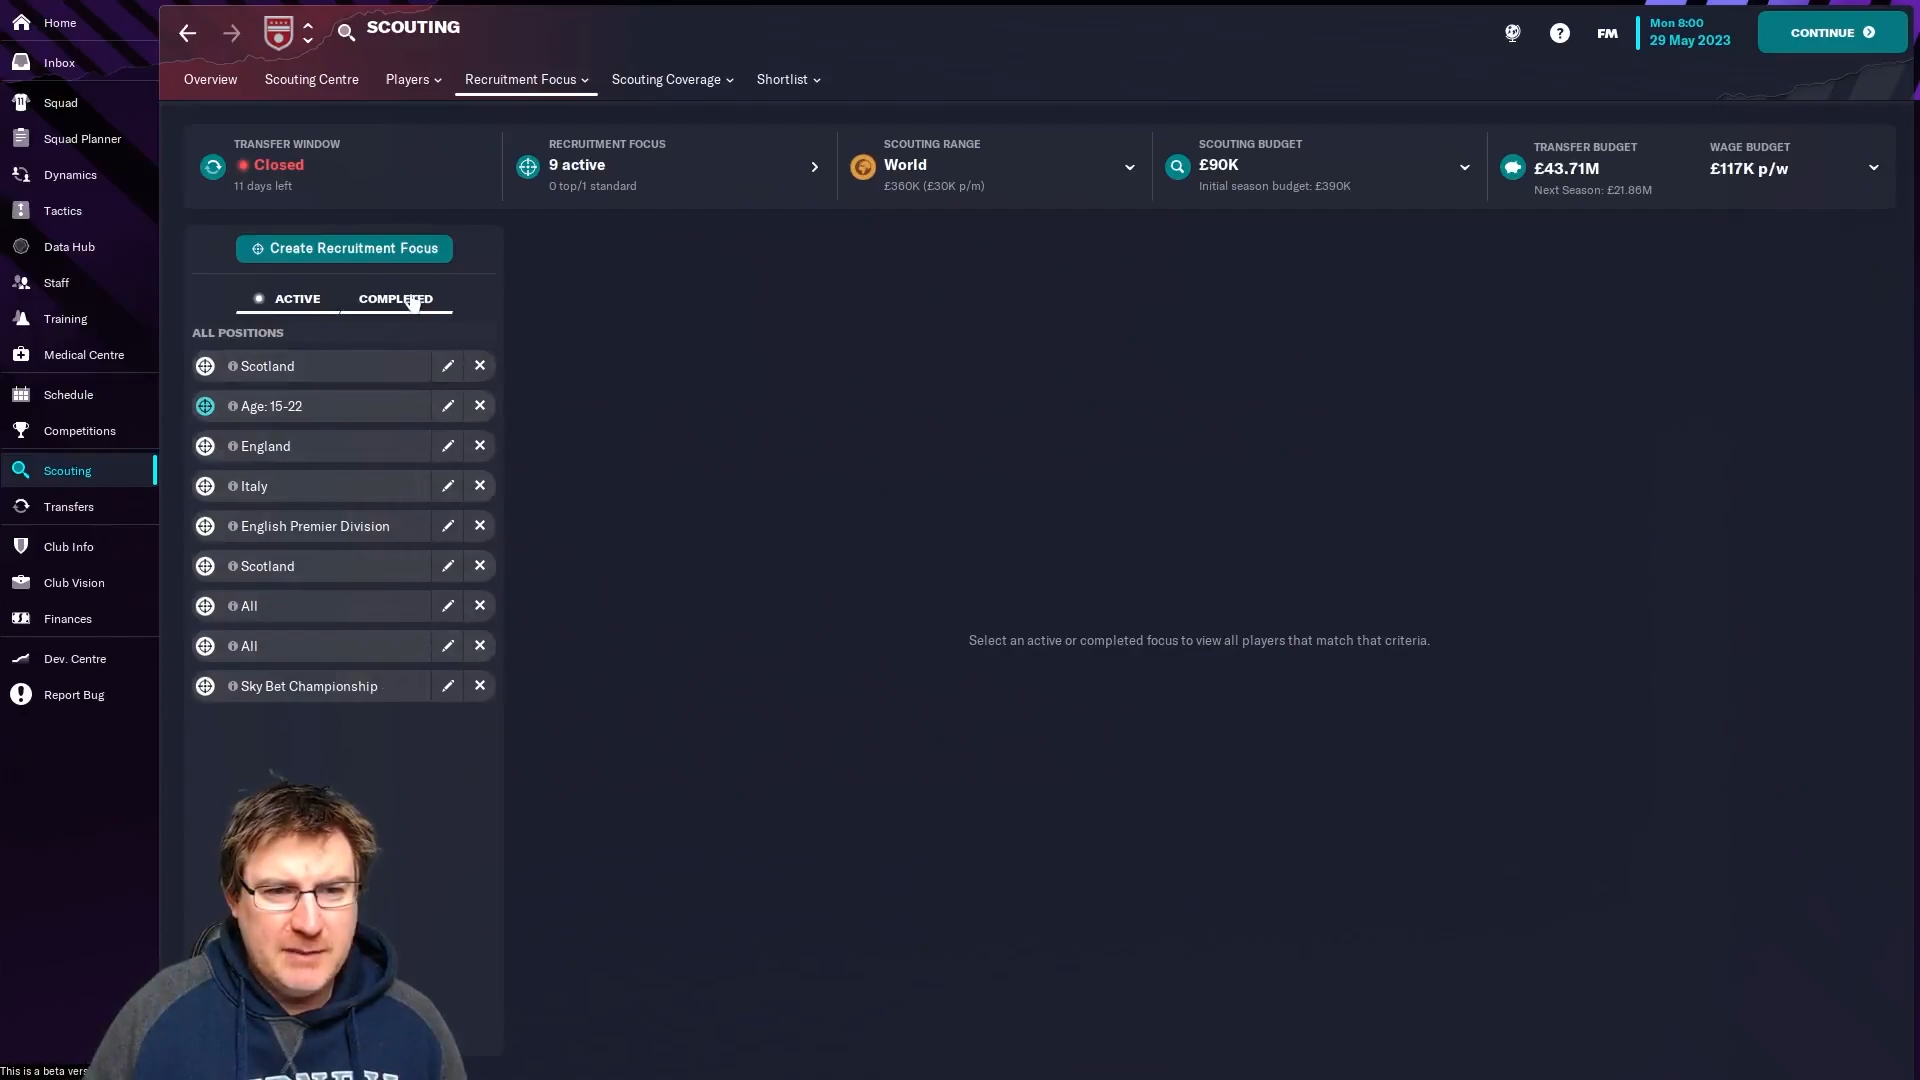 Home
Inbox
Squad
Squad Planner
Dynamics
Tactics
Data Hub
Staff
Training
Medical Centre
Schedule
Competitions
Scouting
Transfers
Club Info
Club Vision
Finances
Dev. Centre
Report Bug
SCOUTING
FM
Mon 8:00
29 May 2023
CONTINUE
Overview
Scouting Centre
Players
Recruitment Focus
Scouting Coverage
Shortlist
TRANSFER WINDOW
Closed
11 days left
RECRUITMENT FOCUS
9 active
0 top/1 standard
SCOUTING RANGE
World
£360K (£30K p/m)
SCOUTING BUDGET
£90K
Initial season budget: £390K
TRANSFER BUDGET
£43.71M
Next Season: £21.86M
WAGE BUDGET
£117K p/w
Create Recruitment Focus
ACTIVE
COMPLETED
ALL POSITIONS
Scotland
Age: 15-22
England
Italy
English Premier Division
Scotland
All
All
Sky Bet Championship
Select an active or completed focus to view all players that match that criteria.
This is a beta